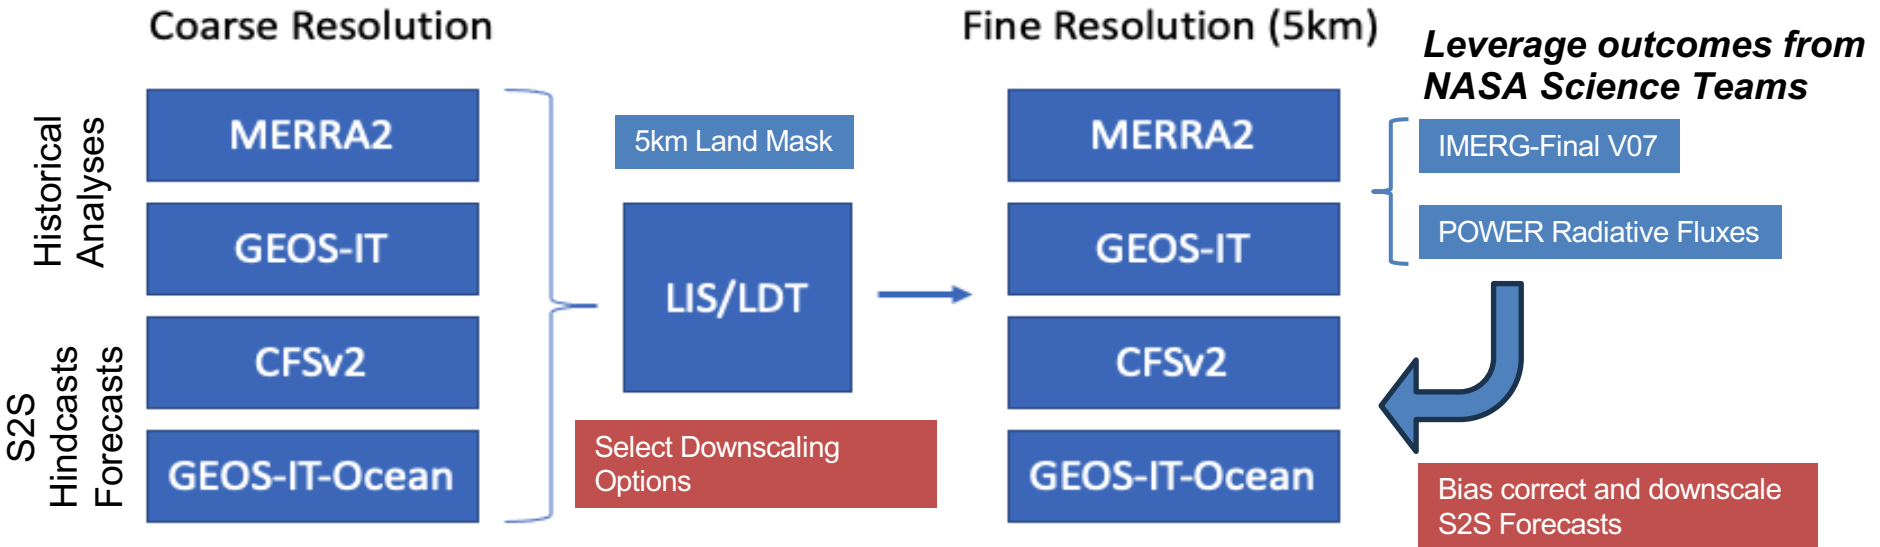 Coarse Resolution
Fine Resolution (5km)
Leverage outcomes from
NASA Science Teams
Historical
Analyses
S2S
Hindcasts
Forecasts
MERRA2
GEOS-IT
CFSv2
GEOS-IT-Ocean
5km Land Mask
LIS/LDT
Select Downscaling
Options
MERRA2
GEOS-IT
CFSv2
GEOS-IT-Ocean
IMERG-Final V07
POWER Radiative Fluxes
Bias correct and downscale
S2S Forecasts